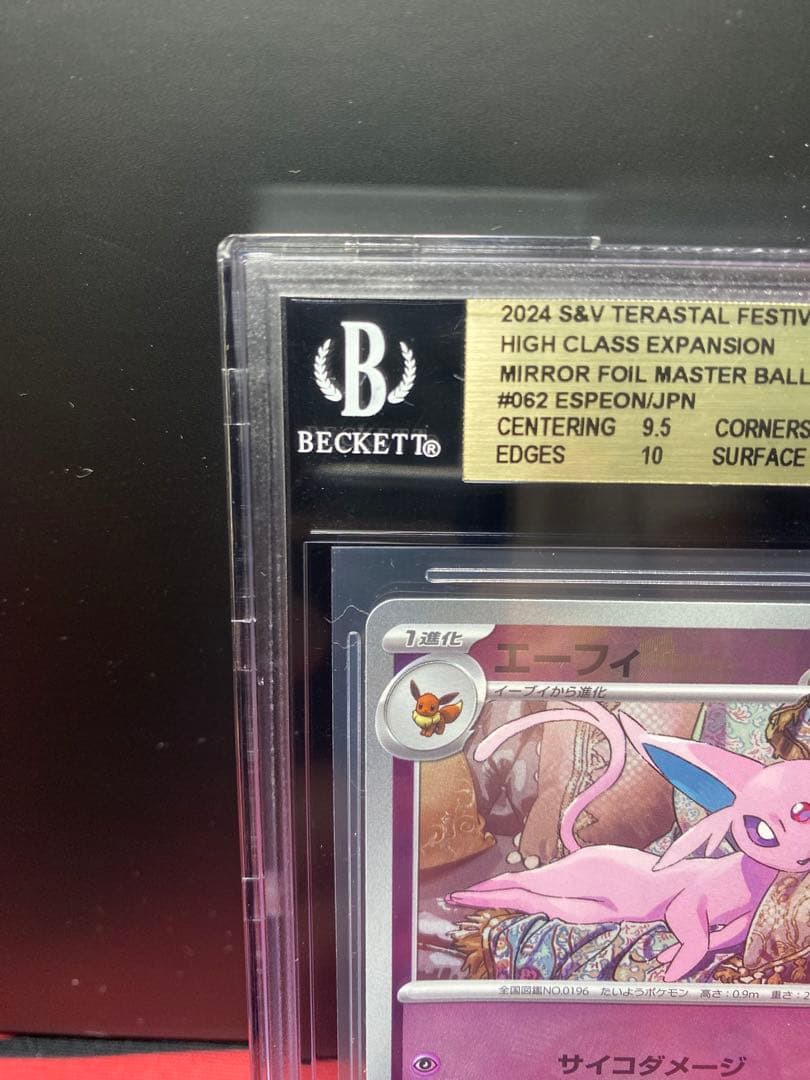 B
BECKETT®
2024 S&V TERASTAL FESTIV
HIGH CLASS EXPANSION
MIRROR FOIL MASTER BALL
#062 ESPEON/JPN
CENTERING 9.5 CORNERS
EDGES 10 SURFACE
1進化
エーフィ
イーブイから進化
全国図鑑NO.0196 たいようポケモン 高さ:0.9m 重さ:2
サイコダメージ